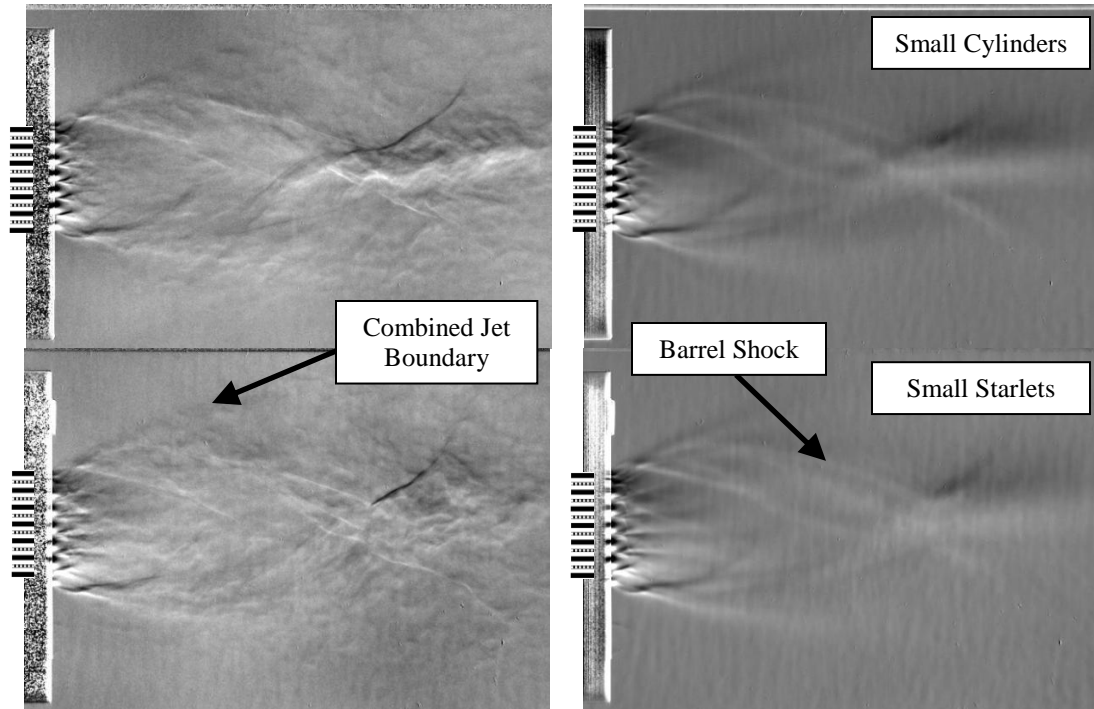 Small Cylinders
Combined Jet
Boundary
Barrel Shock
Small Starlets